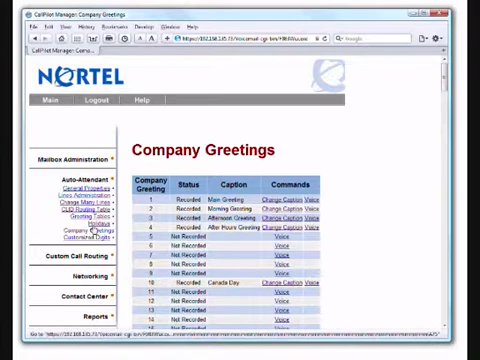 CallPilot Manager: Company Greetings
File Edit View History Bookmarks Develop Window Help
Google
CallPilot Manager: Comp...
NORTEL
Main Logout Help
Mailbox Administration
Auto-Attendant
General Properties
Lines Administration
Change Many Lines
CLID Routing Table
Greeting Tables
Holidays
Company Greetings
Customized Digits
Custom Call Routing
Networking
Contact Center
Reports
Company Greetings
Company Greeting Status Caption Commands
1 Recorded Main Greeting Change Caption Voice
2 Recorded Morning Greeting Change Caption Voice
3 Recorded Afternoon Greeting Change Caption Voice
4 Recorded After Hours Greeting Change Caption Voice
5 Not Recorded Voice
6 Not Recorded Voice
7 Not Recorded Voice
8 Not Recorded Voice
9 Not Recorded Voice
10 Recorded Canada Day Change Caption Voice
11 Not Recorded Voice
12 Not Recorded Voice
13 Not Recorded Voice
14 Not Recorded Voice
15 Not Recorded Voice